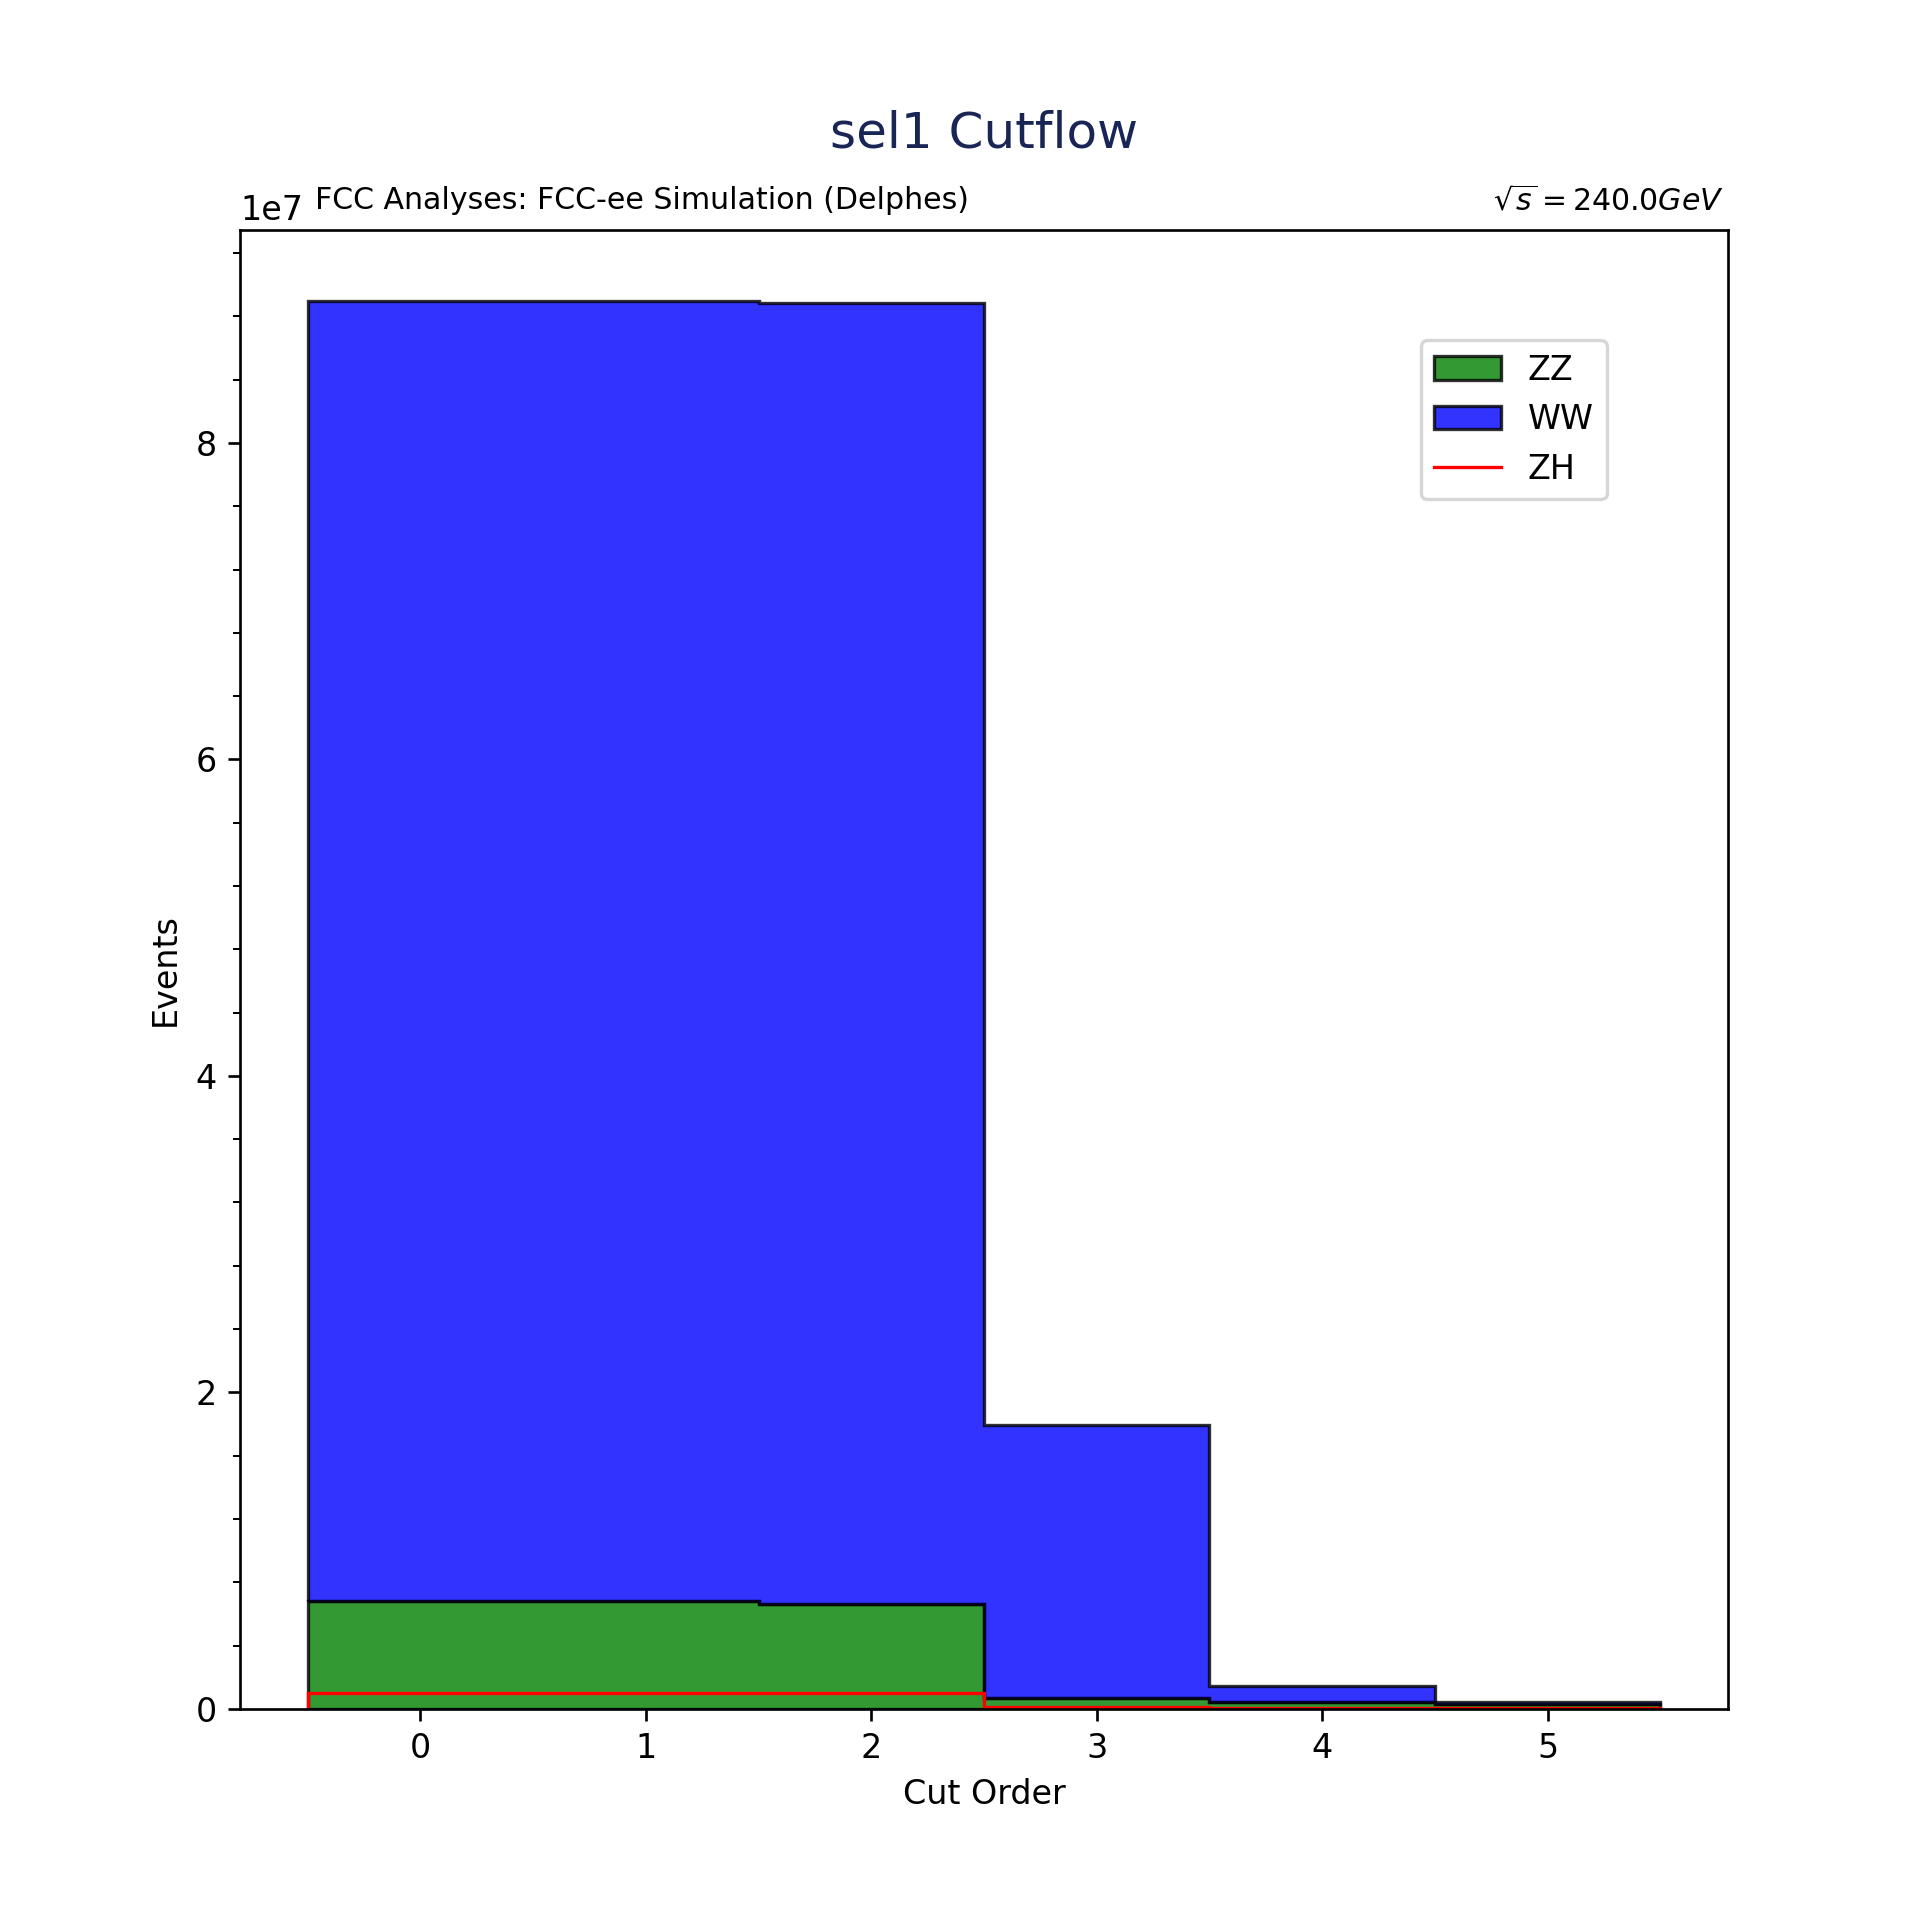 sel1 Cutflow
1e7 FCC Analyses: FCC-ee Simulation (Delphes) √s = 240.0GeV
ZZ
WW
ZH
8
6
4
2
0
Events
0 1 2 3 4 5
Cut Order